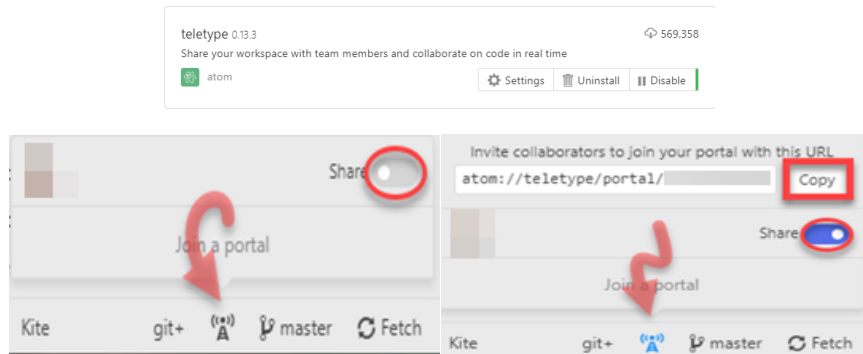 teletype 0.13.3 569,358
Share your workspace with team members and collaborate on code in real time
atom Settings Uninstall Disable
Share
Join a portal
Kite git+ master Fetch
Invite collaborators to join your portal with this URL
atom://teletype/portal/ Copy
Share
Join a portal
Kite git+ master Fetch